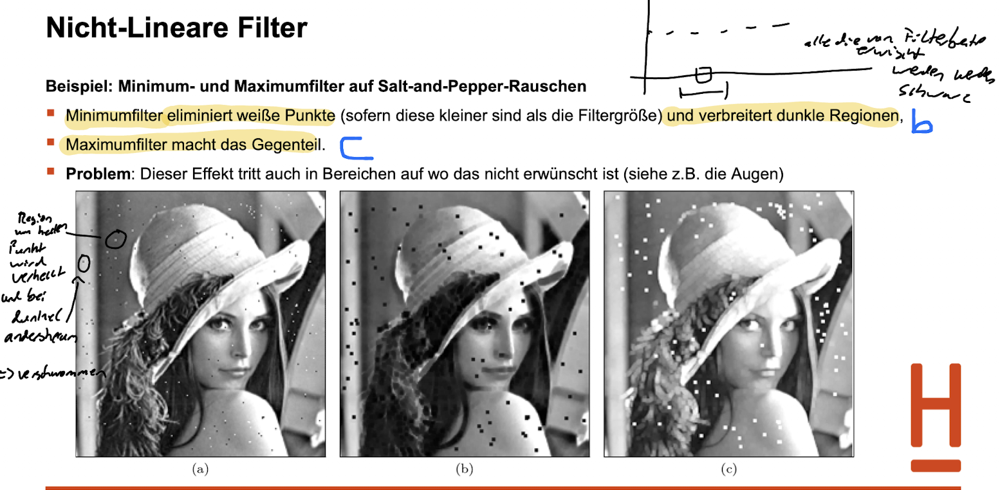 Nicht-Lineare Filter
alle die von Filterbreite
erwischt
werden werden
schwarz
Beispiel: Minimum- und Maximumfilter auf Salt-and-Pepper-Rauschen
Minimumfilter eliminiert weiße Punkte (sofern diese kleiner sind als die Filtergröße) und verbreitert dunkle Regionen, b
Maximumfilter macht das Gegenteil. C
Problem: Dieser Effekt tritt auch in Bereichen auf wo das nicht erwünscht ist (siehe z.B. die Augen)
Region
um hellen
Punkt
wird
und bei
dunkel
andersherum
=> verschwommen
(a) (b) (c)
H